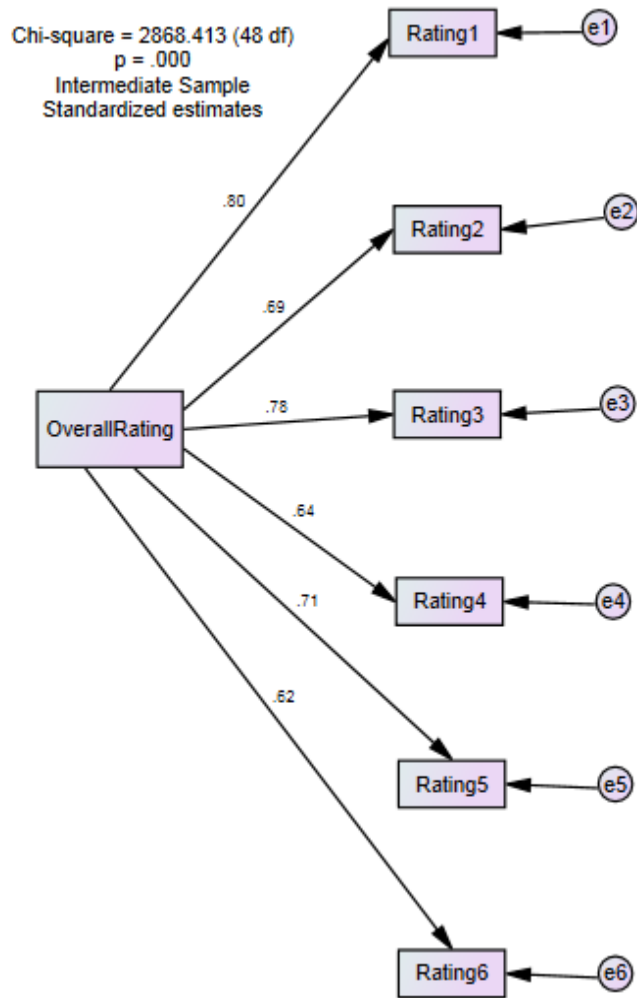 Chi-square = 2868.413 (48 df)
p = .000
Intermediate Sample
Standardized estimates
Rating1
e1
.80
Rating2
e2
.69
OverallRating
.78
Rating3
e3
.64
Rating4
e4
.71
.62
Rating5
e5
Rating6
e6